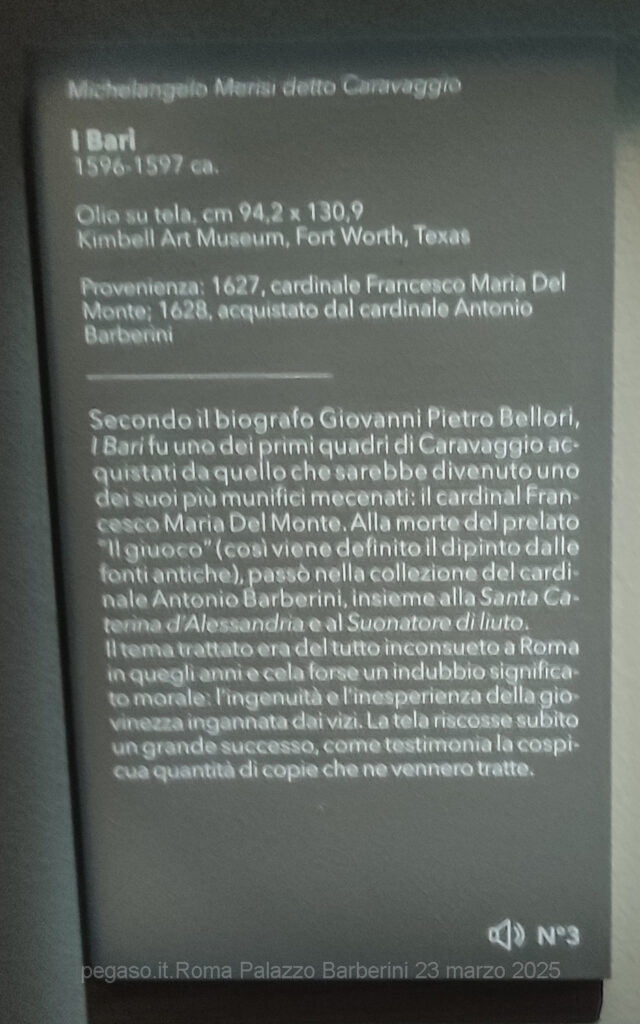 Michelangelo Merisi detto Caravaggio
I Bari
1596-1597 ca.
Olio su tela, cm 94,2 x 130,9
Kimbell Art Museum, Fort Worth, Texas
Provenienza: 1627, cardinale Francesco Maria Del
Monte; 1628, acquistato dal cardinale Antonio
Barberini
Secondo il biografo Giovanni Pietro Bellori,
I Bari fu uno dei primi quadri di Caravaggio ac-
quistati da quello che sarebbe divenuto uno
dei suoi più munifici mecenati: il cardinal Fran-
cesco Maria Del Monte. Alla morte del prelato
"Il giuoco" (così viene definito il dipinto dalle
fonti antiche), passò nella collezione del cardi-
nale Antonio Barberini, insieme alla Santa Ca-
terina d'Alessandria e al Suonatore di liuto.
Il tema trattato era del tutto inconsueto a Roma
in quegli anni e cela forse un indubbio significa-
to morale: l'ingenuità e l'inesperienza della gio-
vinezza ingannata dai vizi. La tela riscosse subito
un grande successo, come testimonia la cospi-
cua quantità di copie che ne vennero tratte.
N°3
pegaso.it.Roma Palazzo Barberini 23 marzo 2025